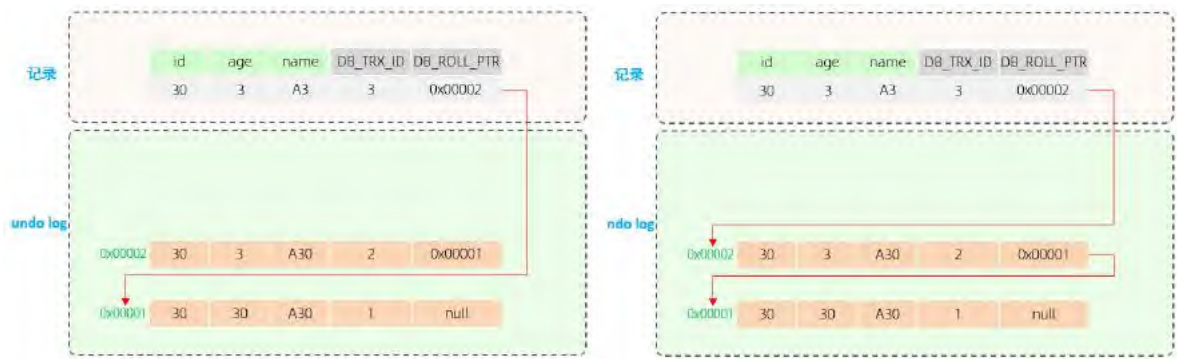 记录
id age name DB_TRX_ID DB_ROLL_PTR
30 3 A3 3 0x00002
undo log
0x00002 30 3 A30 2 0x00001
0x00001 30 30 A30 1 null
记录
id age name DB_TRX_ID DB_ROLL_PTR
30 3 A3 3 0x00002
ndo log
0x00002 30 3 A30 2 0x00001
0x00001 30 30 A30 1 null